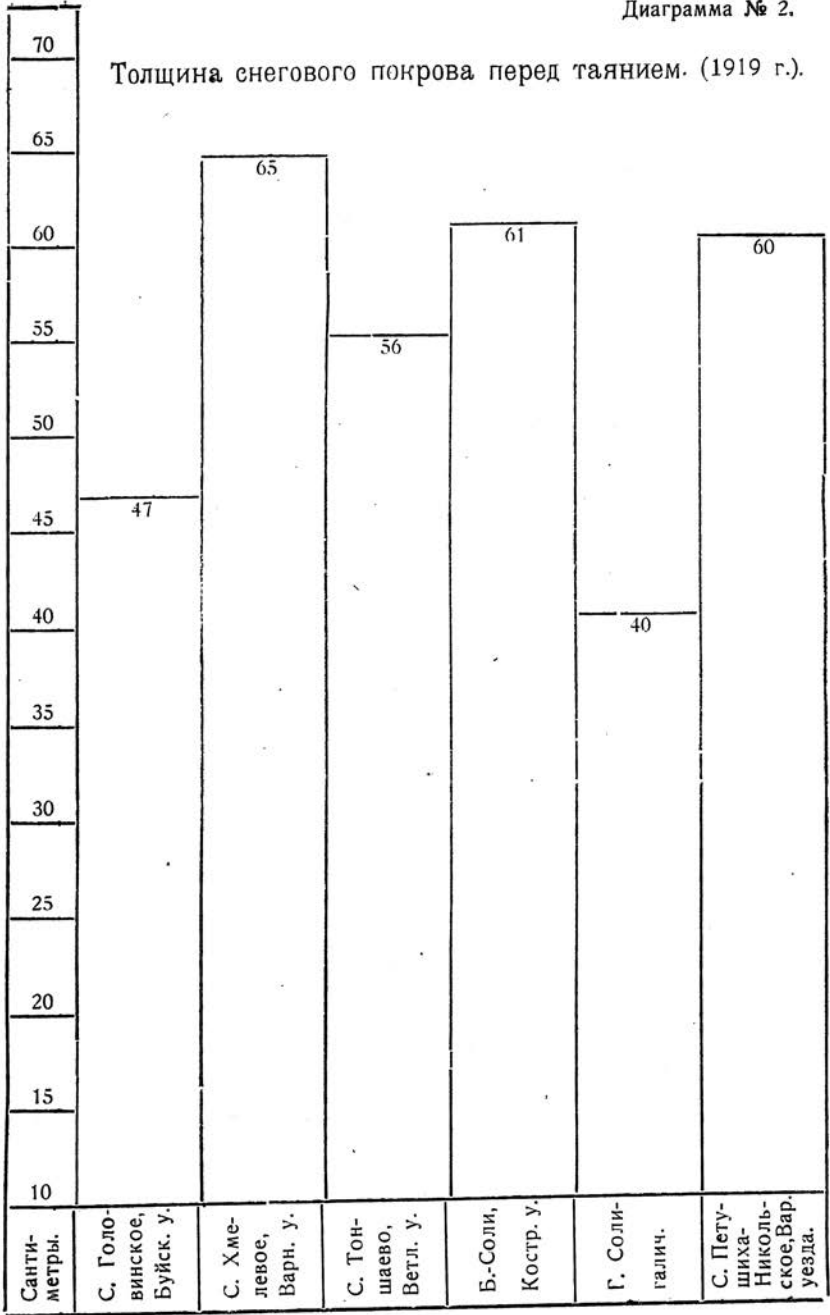 Диаграмма № 2.
Толщина снегового покрова перед таянием. (1919 г.).
70
65
60
55
50
45
40
35
30
25
20
15
10
47
65
56
61
40
60
Санти-
метры.
С. Голо-
винское,
Буйск. у.
С. Хме-
левое,
Варн. у.
С. Тон-
шаево,
Ветл. у.
Б.-Соли,
Костр. у.
Г. Соли-
галич.
С. Пету-
шиха-
Николь-
ское,Вар.
уезда.